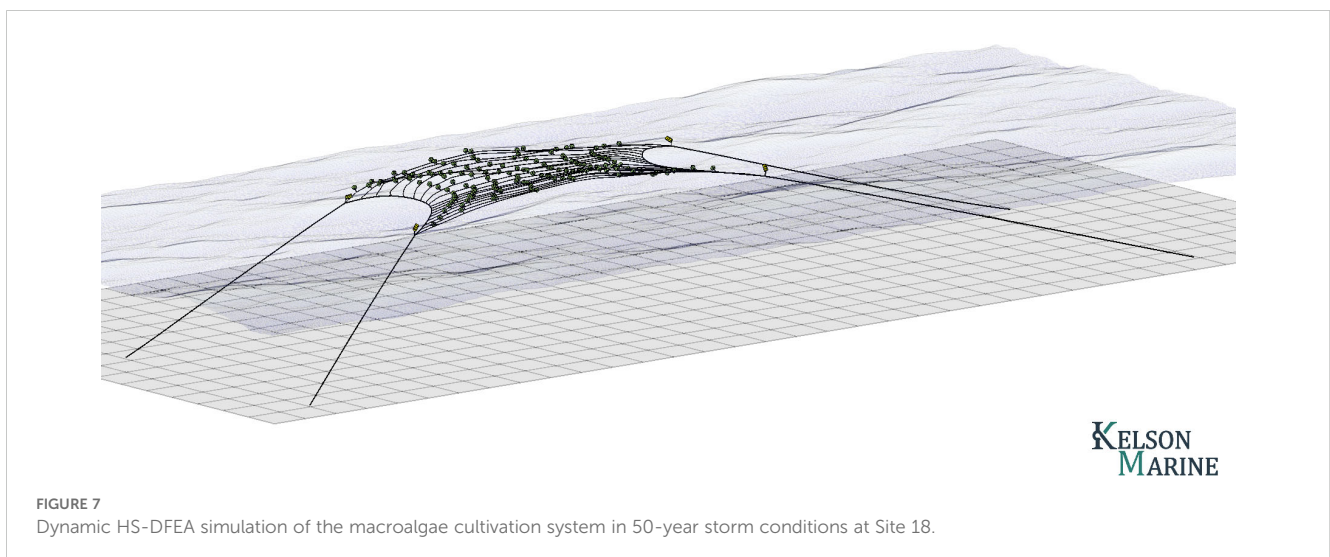 KELSON
MARINE
FIGURE 7
Dynamic HS-DFEA simulation of the macroalgae cultivation system in 50-year storm conditions at Site 18.